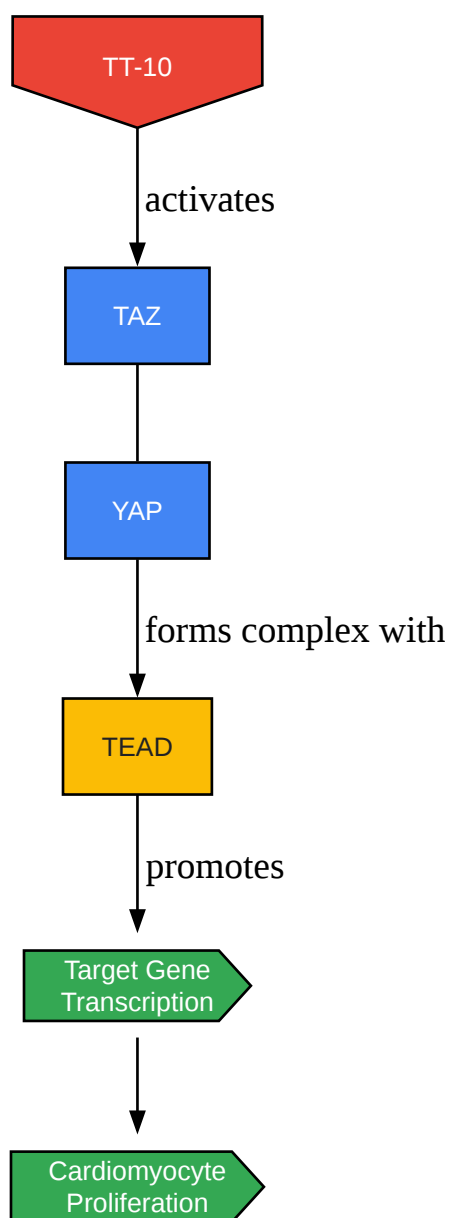 TT-10
activates
TAZ
YAP
forms complex with
TEAD
promotes
Target Gene
Transcription
Cardiomyocyte
Proliferation